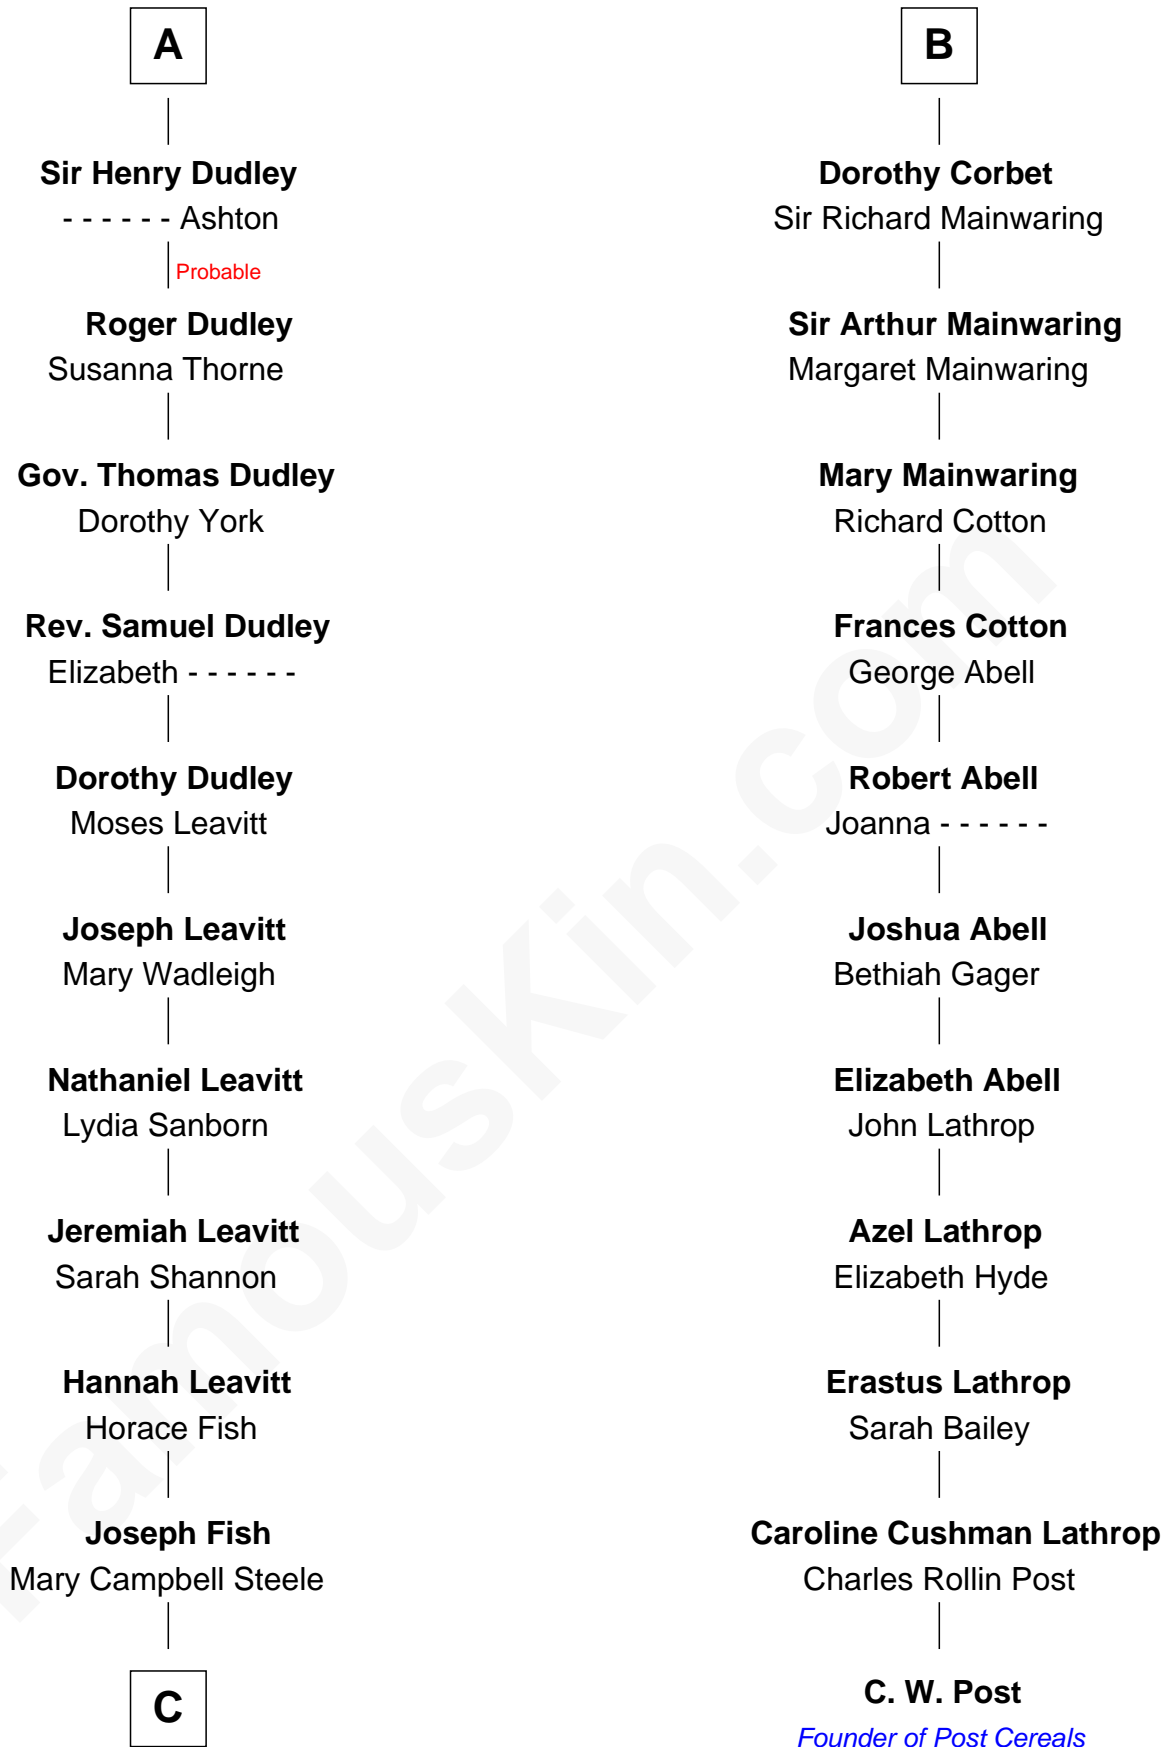 A
Sir Henry Dudley
- - - - - - Ashton
Probable
Roger Dudley
Susanna Thorne
Gov. Thomas Dudley
Dorothy York
Rev. Samuel Dudley
Elizabeth - - - - - -
Dorothy Dudley
Moses Leavitt
Joseph Leavitt
Mary Wadleigh
Nathaniel Leavitt
Lydia Sanborn
Jeremiah Leavitt
Sarah Shannon
Hannah Leavitt
Horace Fish
Joseph Fish
Mary Campbell Steele
C
B
Dorothy Corbet
Sir Richard Mainwaring
Sir Arthur Mainwaring
Margaret Mainwaring
Mary Mainwaring
Richard Cotton
Frances Cotton
George Abell
Robert Abell
Joanna - - - - - -
Joshua Abell
Bethiah Gager
Elizabeth Abell
John Lathrop
Azel Lathrop
Elizabeth Hyde
Erastus Lathrop
Sarah Bailey
Caroline Cushman Lathrop
Charles Rollin Post
C. W. Post
Founder of Post Cereals
FamousKin.com